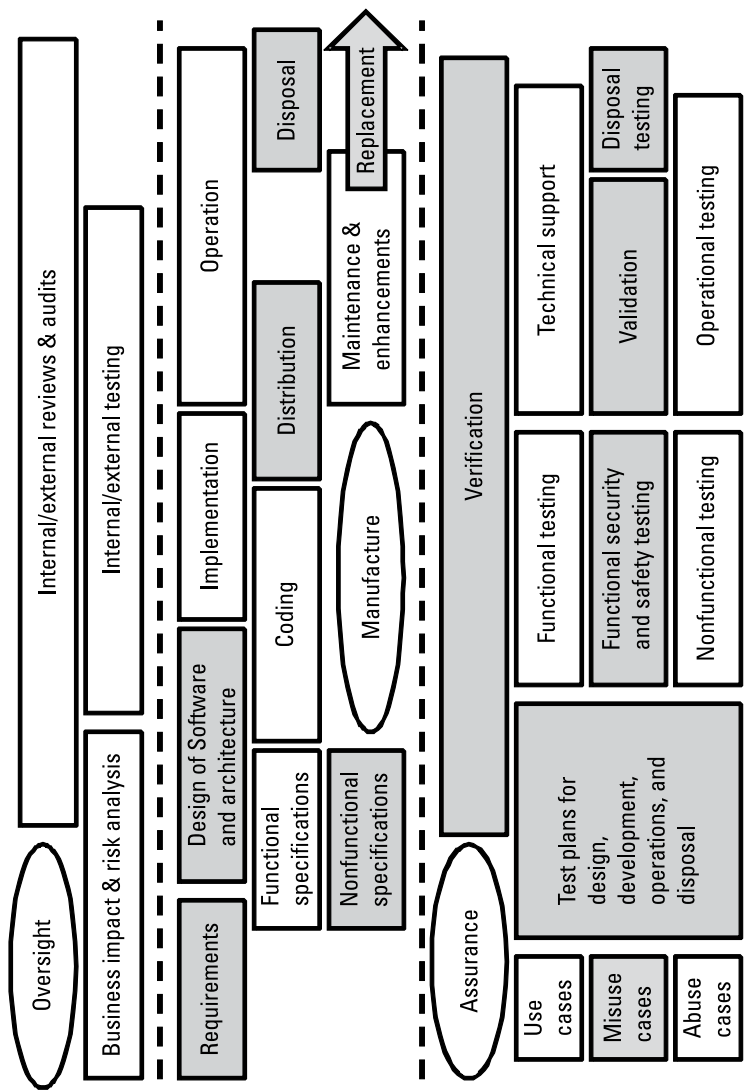 Oversight
Internal/external reviews & audits
Business impact & risk analysis
Internal/external testing
Requirements
Design of Software
and architecture
Implementation
Operation
Functional
specifications
Coding
Distribution
Disposal
Nonfunctional
specifications
Manufacture
Maintenance &
enhancements
Replacement
Assurance
Verification
Use
cases
Misuse
cases
Abuse
cases
Test plans for
design,
development,
operations, and
disposal
Functional testing
Technical support
Functional security
and safety testing
Validation
Disposal
testing
Nonfunctional testing
Operational testing